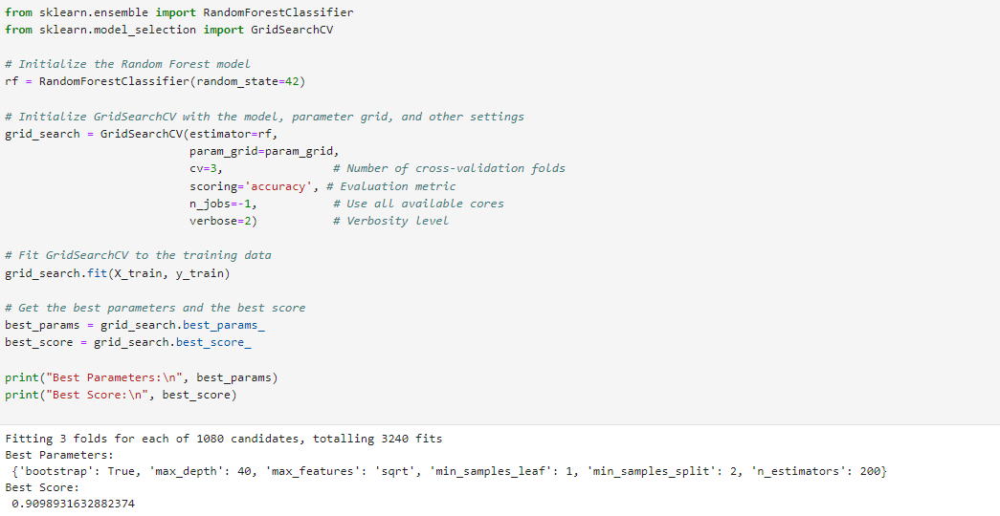 from sklearn.ensemble import RandomForestClassifier
from sklearn.model_selection import GridSearchCV
# Initialize the Random Forest model
rf = RandomForestClassifier(random_state=42)
# Initialize GridSearchCV with the model, parameter grid, and other settings
grid_search = GridSearchCV(estimator=rf,
param_grid=param_grid,
cv=3, # Number of cross-validation folds
scoring='accuracy', # Evaluation metric
n_jobs=-1, # Use all available cores
verbose=2) # Verbosity level
# Fit GridSearchCV to the training data
grid_search.fit(X_train, y_train)
# Get the best parameters and the best score
best_params = grid_search.best_params_
best_score = grid_search.best_score_
print("Best Parameters:\n", best_params)
print("Best Score:\n", best_score)
Fitting 3 folds for each of 1080 candidates, totalling 3240 fits
Best Parameters:
{'bootstrap': True, 'max_depth': 40, 'max_features': 'sqrt', 'min_samples_leaf': 1, 'min_samples_split': 2, 'n_estimators': 200}
Best Score:
0.9098931632882374